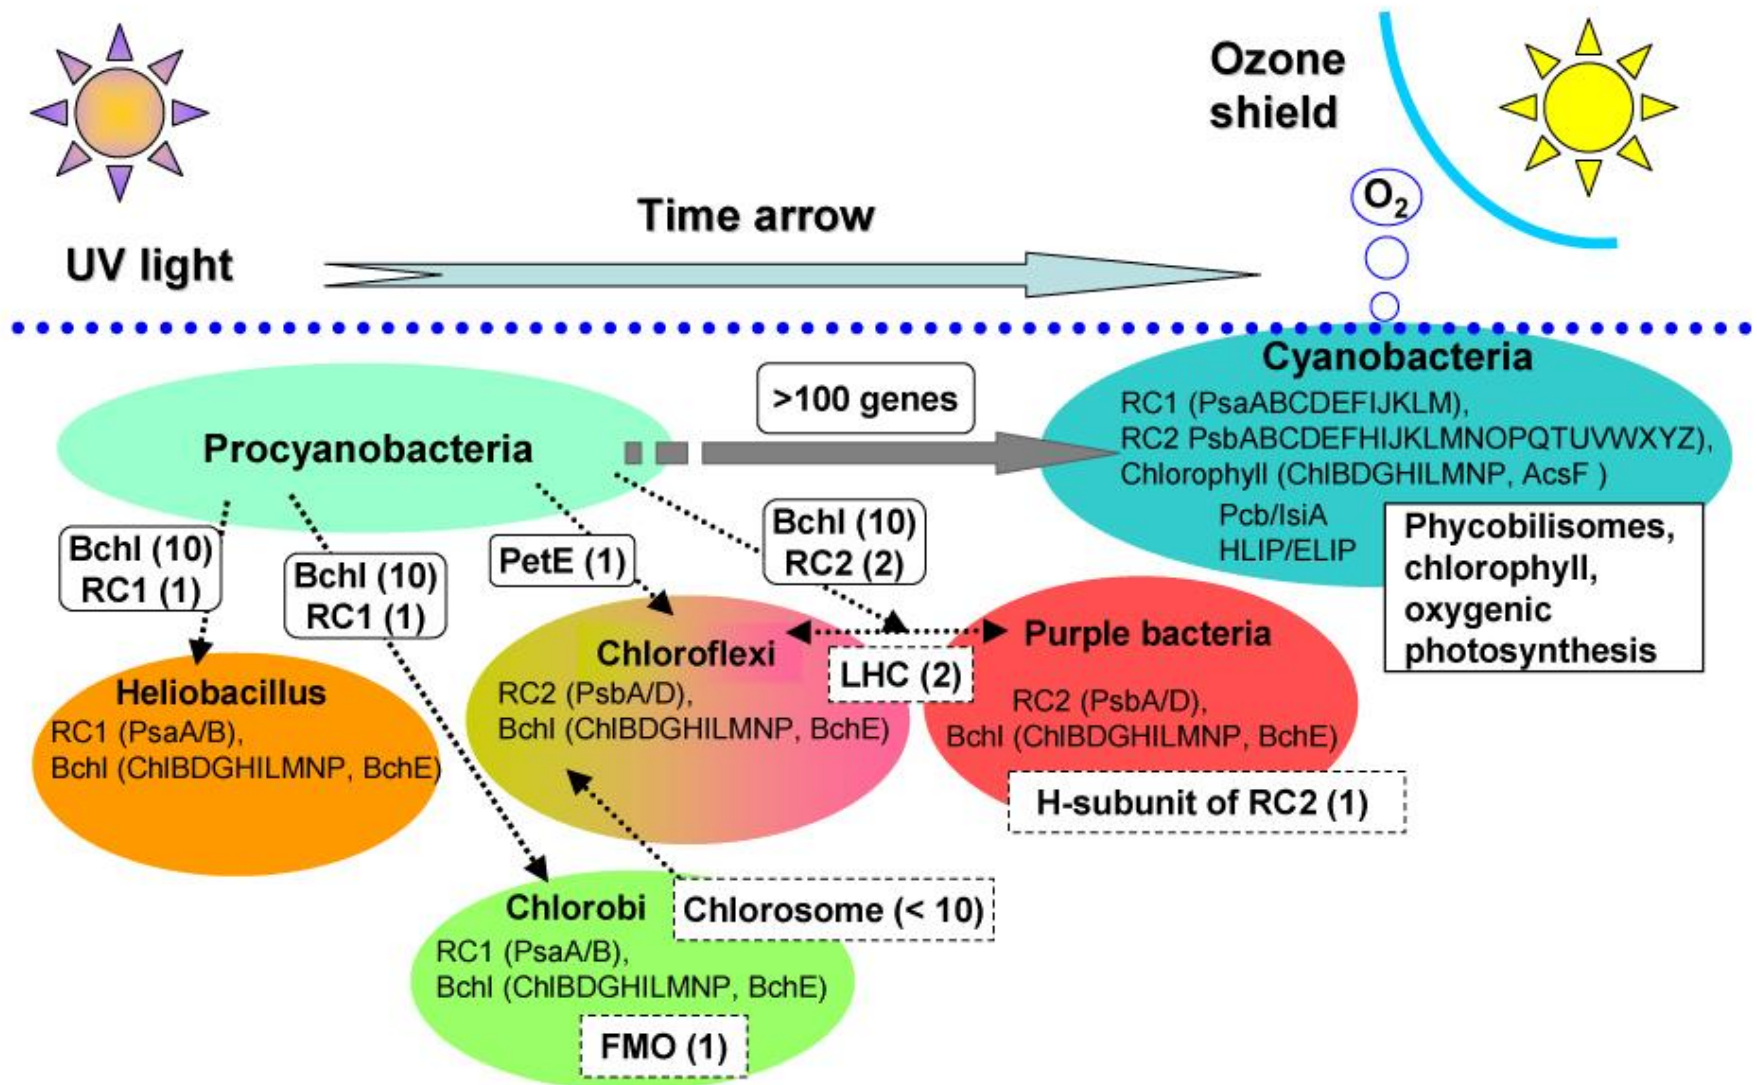 Ozone
shield
O2
Time arrow
UV light
Cyanobacteria
RC1 (PsaABCDEFIJKLM),
RC2 PsbABCDEFHIJKLMNOPQTUVWXYZ),
Chlorophyll (ChlBDGHILMNP, AcsF )
Pcb/IsiA
HLIP/ELIP
Phycobilisomes,
chlorophyll,
oxygenic
photosynthesis
>100 genes
Procyanobacteria
Bchl (10)
RC1 (1)
Bchl (10)
RC1 (1)
PetE (1)
Bchl (10)
RC2 (2)
Heliobacillus
RC1 (PsaA/B),
Bchl (ChlBDGHILMNP, BchE)
Chloroflexi
RC2 (PsbA/D),
Bchl (ChlBDGHILMNP, BchE)
LHC (2)
Purple bacteria
RC2 (PsbA/D),
Bchl (ChlBDGHILMNP, BchE)
H-subunit of RC2 (1)
Chlorobi
RC1 (PsaA/B),
Bchl (ChlBDGHILMNP, BchE)
Chlorosome (< 10)
FMO (1)